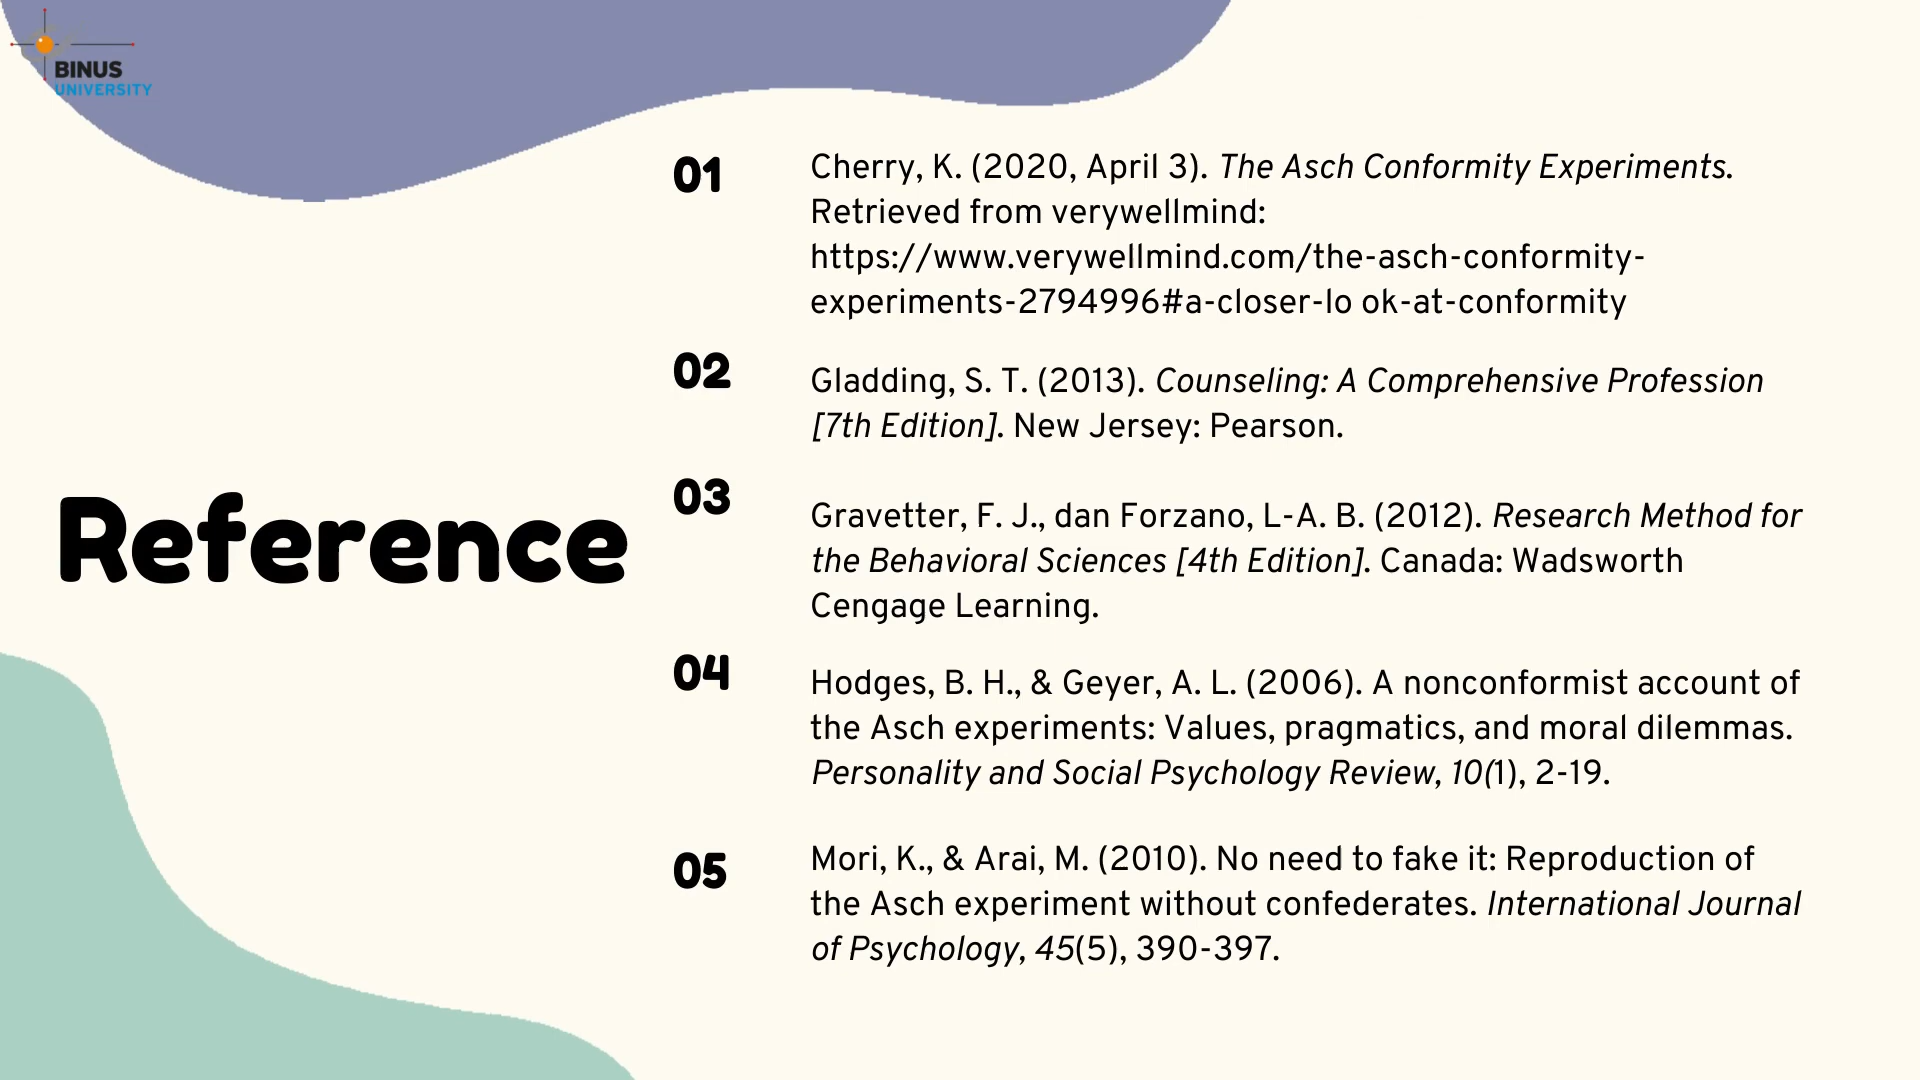 BINUS
UNIVERSITY
Reference
01
Cherry, K. (2020, April 3). The Asch Conformity Experiments.
Retrieved from verywellmind:
https://www.verywellmind.com/the-asch-conformity-
experiments-2794996#a-closer-lo ok-at-conformity
02
Gladding, S. T. (2013). Counseling: A Comprehensive Profession
[7th Edition]. New Jersey: Pearson.
03
Gravetter, F. J., dan Forzano, L-A. B. (2012). Research Method for
the Behavioral Sciences [4th Edition]. Canada: Wadsworth
Cengage Learning.
04
Hodges, B. H., & Geyer, A. L. (2006). A nonconformist account of
the Asch experiments: Values, pragmatics, and moral dilemmas.
Personality and Social Psychology Review, 10(1), 2-19.
05
Mori, K., & Arai, M. (2010). No need to fake it: Reproduction of
the Asch experiment without confederates. International Journal
of Psychology, 45(5), 390-397.